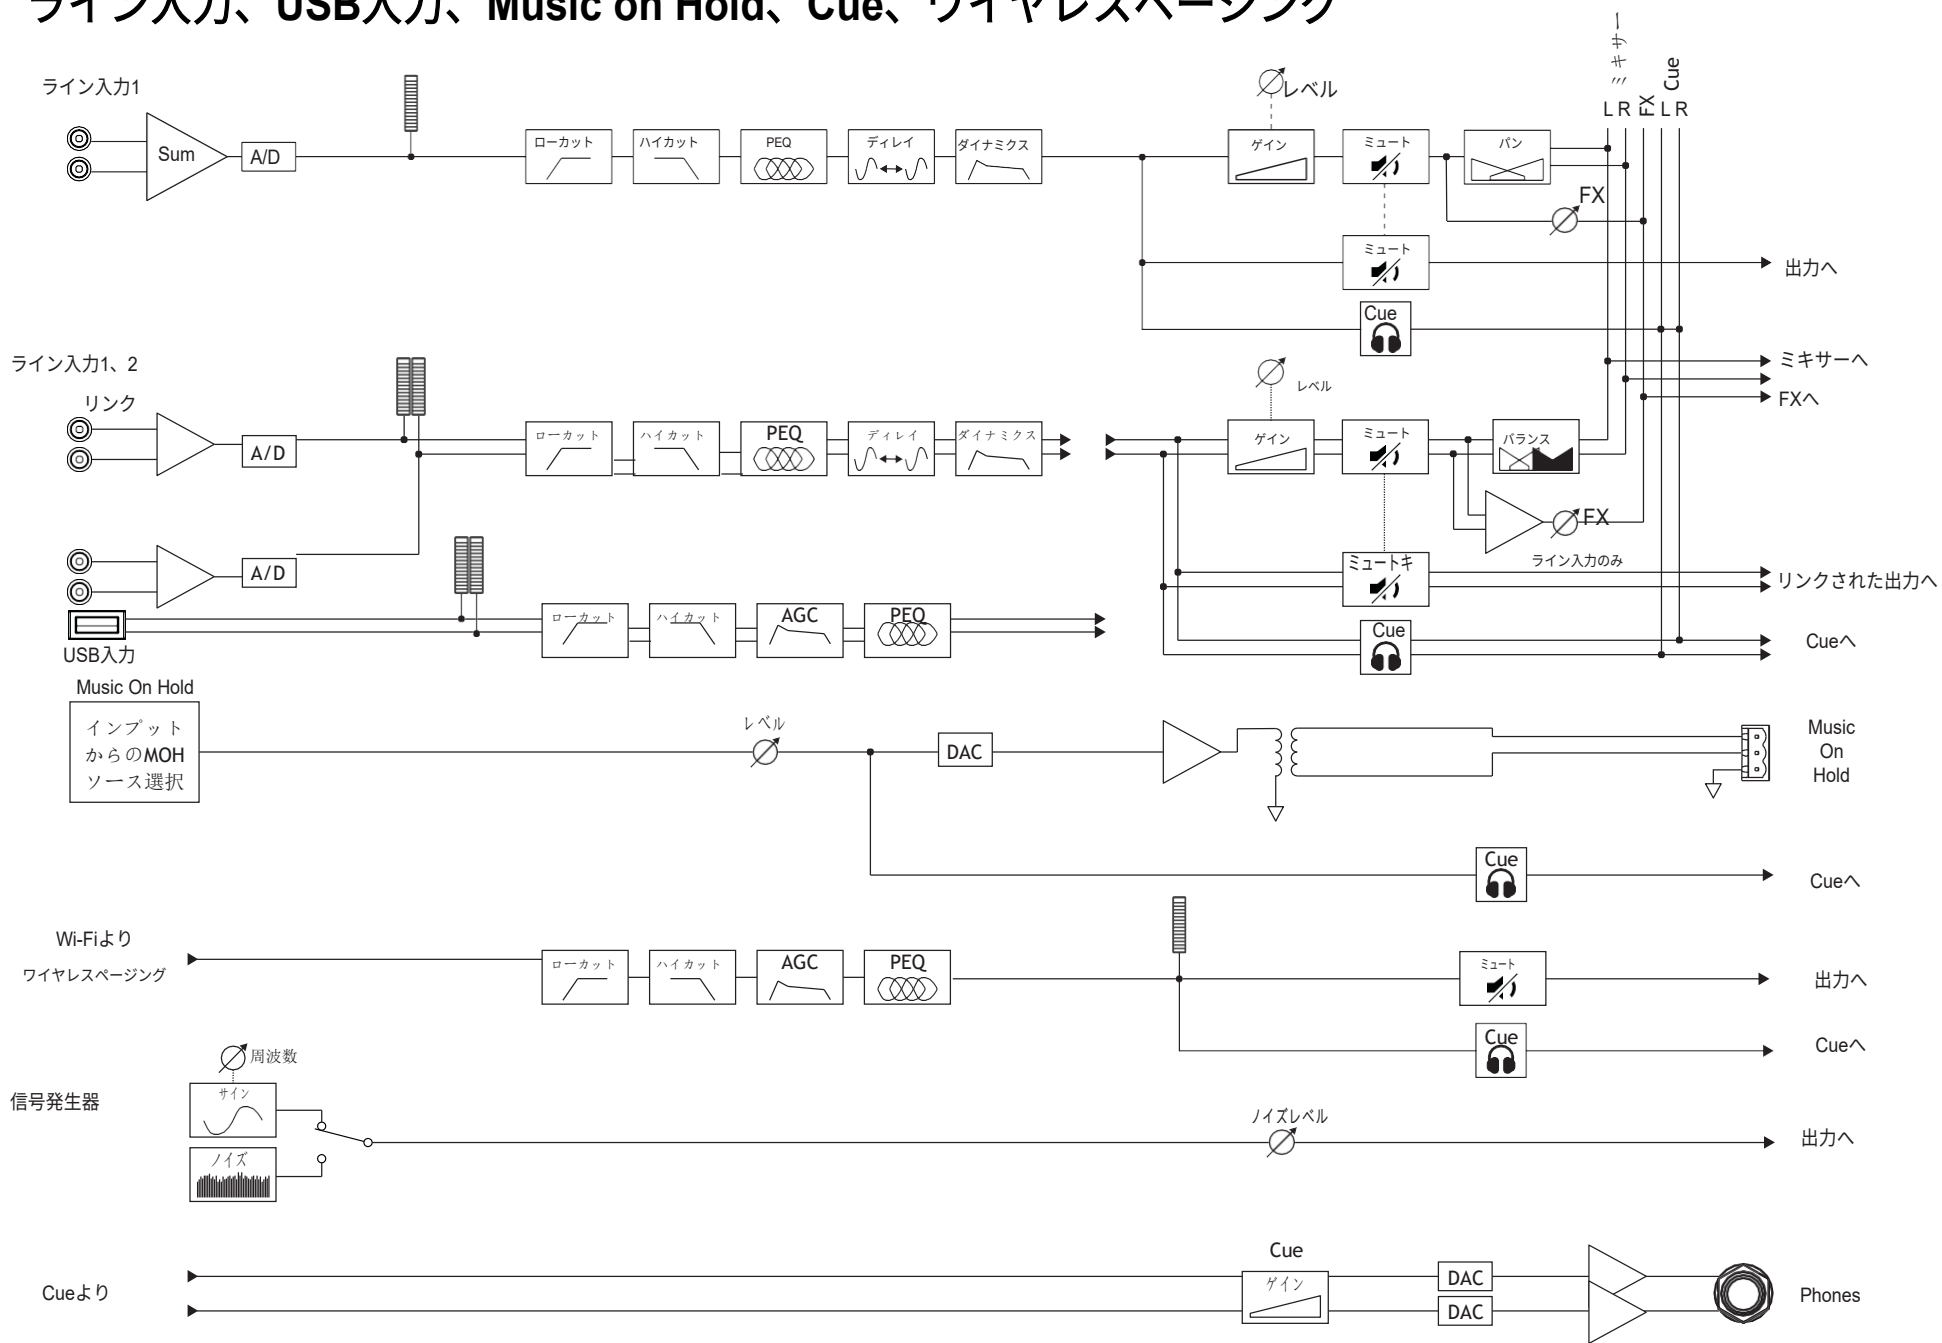 ライン入力、USB入力、Music on Hold、Cue、ワイヤレスページング
ミキサー
Cue
L R FX L R
ライン入力1
Sum
A/D
ローカット
ハイカット
PEQ
ディレイ
ダイナミクス
レベル
ゲイン
ミュート
パン
FX
ミュート
出力へ
Cue
ミキサーへ
FXへ
ライン入力1、2
リンク
A/D
ローカット
ハイカット
PEQ
ディレイ
ダイナミクス
レベル
ゲイン
ミュート
バランス
FX
ライン入力のみ
ミュートキ
リンクされた出力へ
A/D
Cue
Cueへ
USB入力
ローカット
ハイカット
AGC
PEQ
Music On Hold
インプット
からのMOH
ソース選択
レベル
DAC
Music
On
Hold
Cue
Cueへ
Wi-Fiより
ワイヤレスページング
ローカット
ハイカット
AGC
PEQ
ミュート
出力へ
Cue
Cueへ
周波数
信号発生器
サイン
ノイズ
ノイズレベル
出力へ
Cueより
Cue
ゲイン
DAC
DAC
Phones